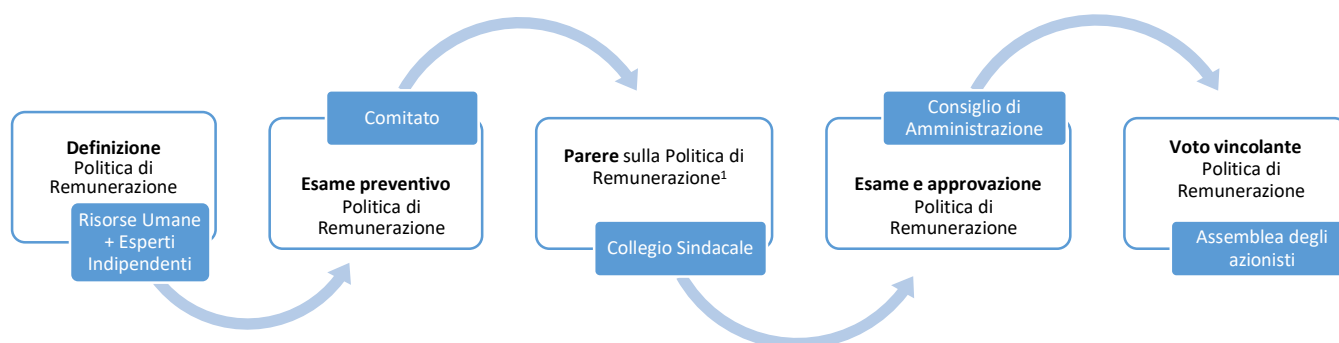 Definizione
Politica di
Remunerazione
Risorse Umane
+ Esperti
Indipendenti
Comitato
Esame preventivo
Politica di
Remunerazione
Parere sulla Politica di
Remunerazione¹
Collegio Sindacale
Consiglio di
Amministrazione
Esame e approvazione
Politica di
Remunerazione
Voto vincolante
Politica di
Remunerazione
Assemblea degli
azionisti